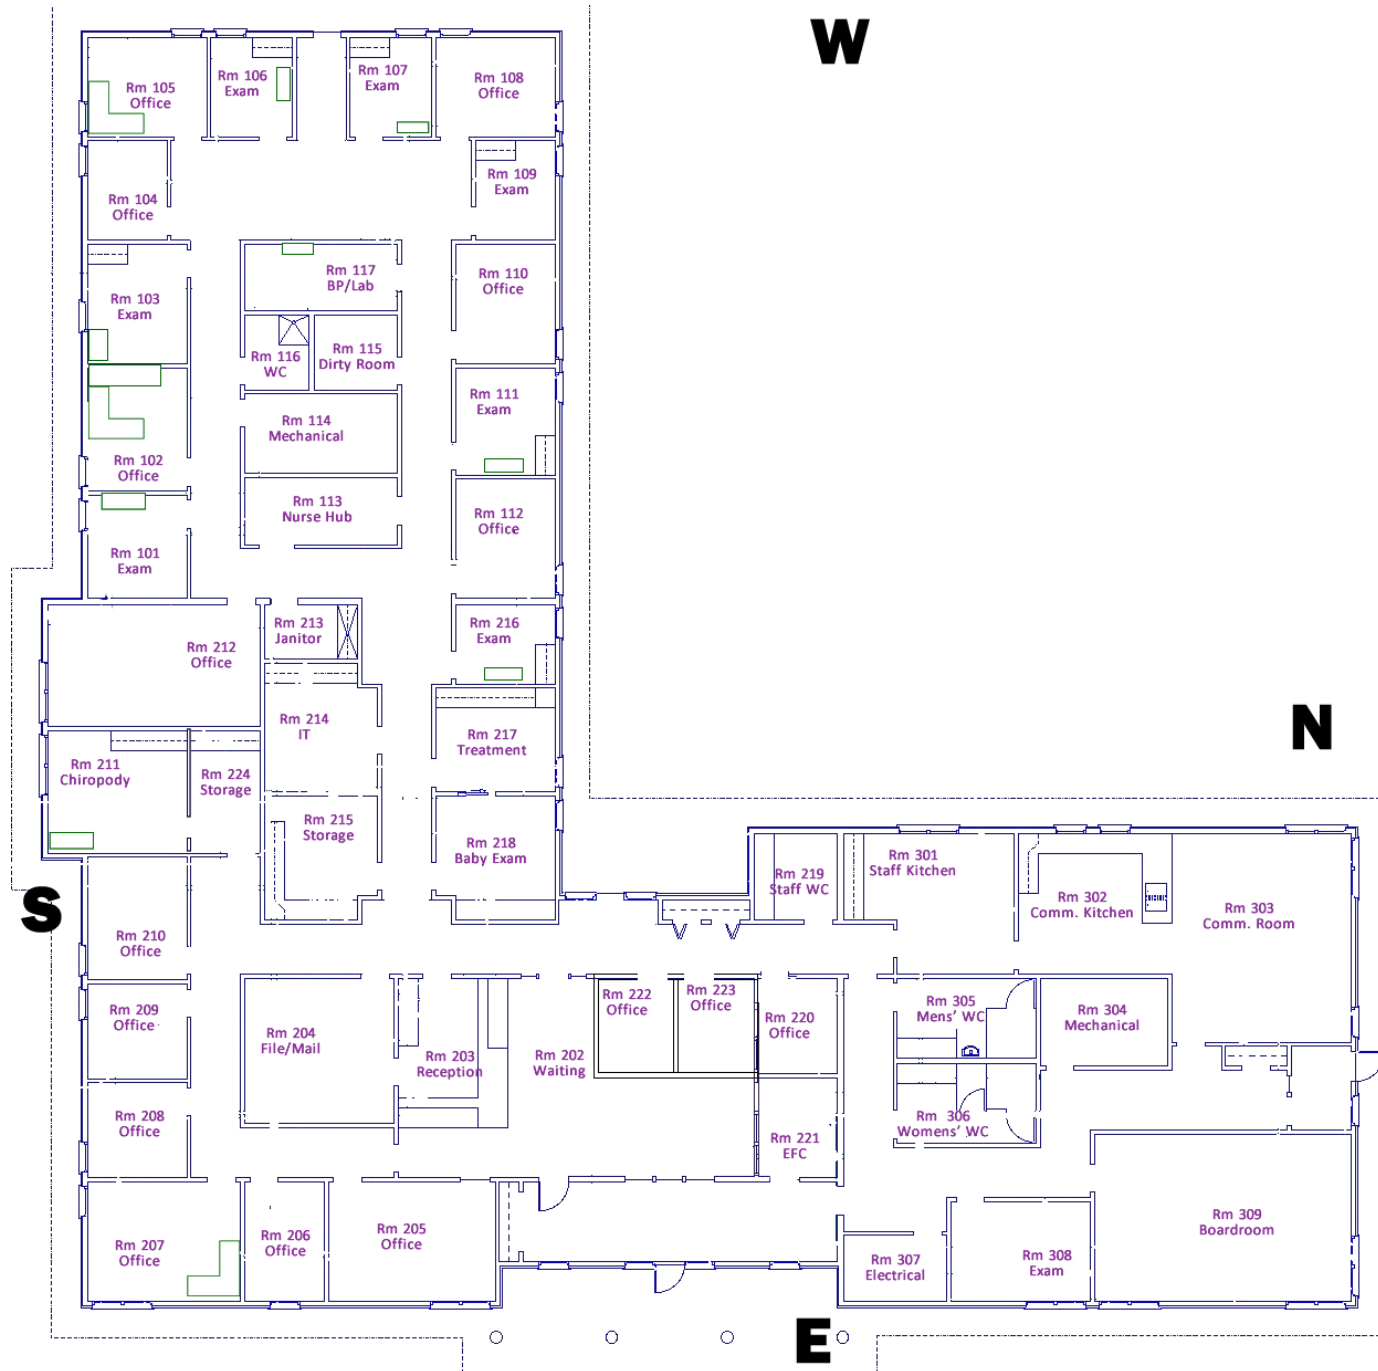 W
Rm 105
Office
Rm 106
Exam
Rm 107
Exam
Rm 108
Office
Rm 104
Office
Rm 109
Exam
Rm 103
Exam
Rm 117
BP/Lab
Rm 110
Office
Rm 116
WC
Rm 115
Dirty Room
Rm 111
Exam
Rm 114
Mechanical
Rm 102
Office
Rm 113
Nurse Hub
Rm 112
Office
Rm 101
Exam
Rm 212
Office
Rm 213
Janitor
Rm 216
Exam
Rm 214
IT
Rm 217
Treatment
N
Rm 211
Chiropody
Rm 224
Storage
Rm 215
Storage
Rm 218
Baby Exam
S
Rm 219
Staff WC
Rm 301
Staff Kitchen
Rm 302
Comm. Kitchen
Rm 303
Comm. Room
Rm 210
Office
Rm 209
Office
Rm 204
File/Mail
Rm 203
Reception
Rm 202
Waiting
Rm 222
Office
Rm 223
Office
Rm 220
Office
Rm 305
Mens' WC
Rm 304
Mechanical
Rm 208
Office
Rm 221
EFC
Rm 306
Womens' WC
Rm 207
Office
Rm 206
Office
Rm 205
Office
Rm 307
Electrical
Rm 308
Exam
Rm 309
Boardroom
E